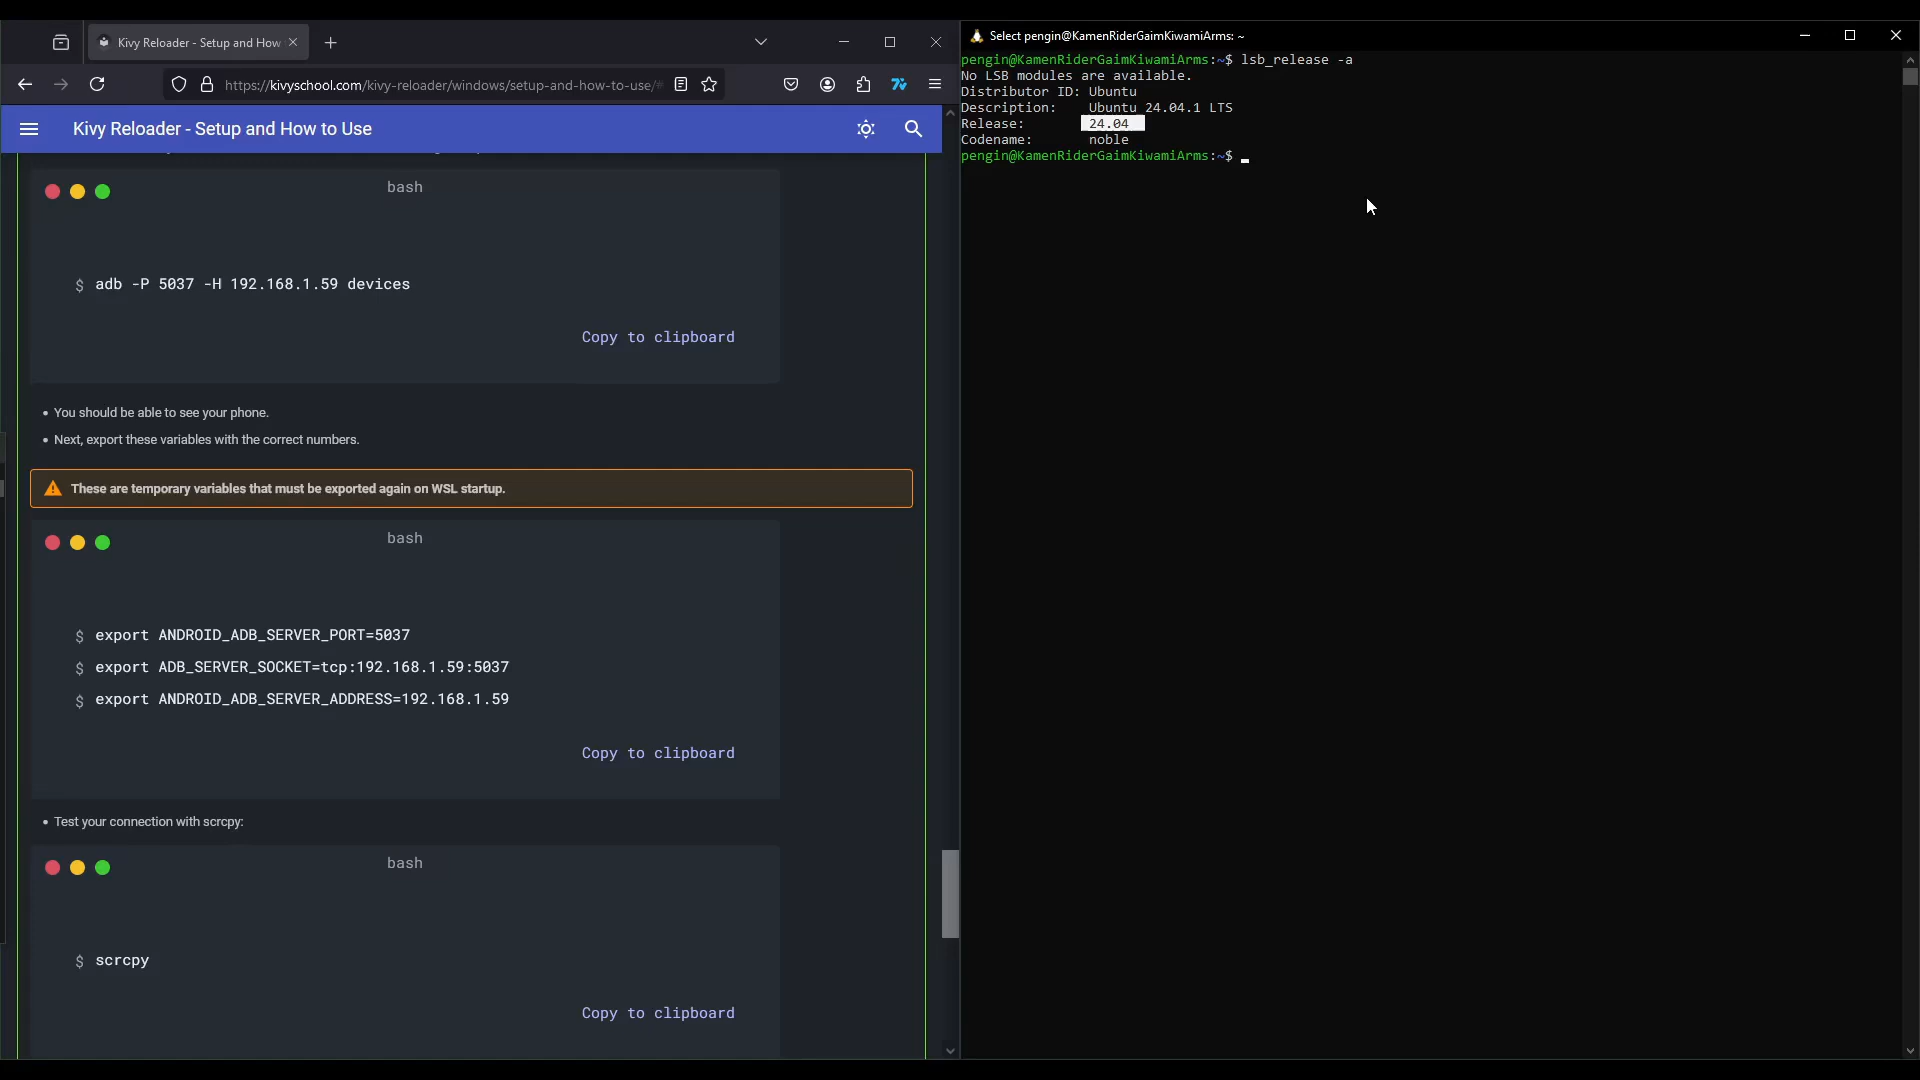 Kivy Reloader - Setup and How
https://kivyschool.com/kivy-reloader/windows/setup-and-how-to-use/#
Kivy Reloader - Setup and How to Use
bash
$ adb -P 5037 -H 192.168.1.59 devices
Copy to clipboard
• You should be able to see your phone.
• Next, export these variables with the correct numbers.
These are temporary variables that must be exported again on WSL startup.
bash
$ export ANDROID_ADB_SERVER_PORT=5037
$ export ADB_SERVER_SOCKET=tcp:192.168.1.59:5037
$ export ANDROID_ADB_SERVER_ADDRESS=192.168.1.59
Copy to clipboard
• Test your connection with scrcpy:
bash
$ scrcpy
Copy to clipboard
Select pengin@KamenRiderGaimKiwamiArms: ~
pengin@KamenRiderGaimKiwamiArms:~$ lsb_release -a
No LSB modules are available.
Distributor ID: Ubuntu
Description: Ubuntu 24.04.1 LTS
Release: 24.04
Codename: noble
pengin@KamenRiderGaimKiwamiArms:~$